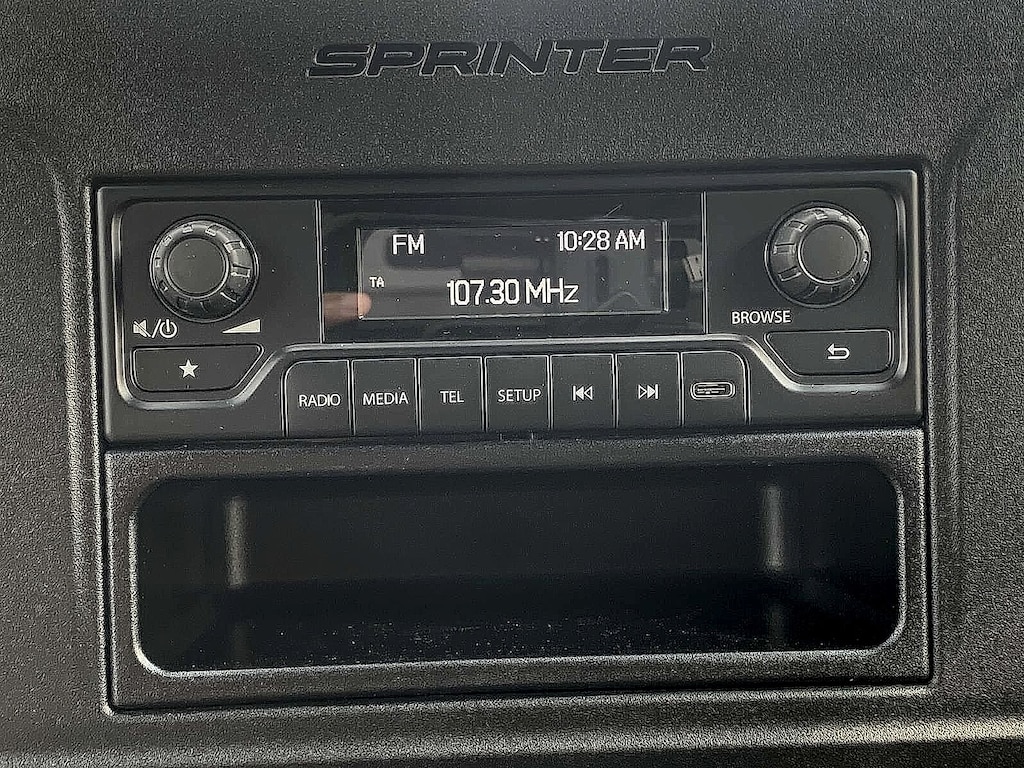 SPRINTER
FM 10:28 AM
TA
107.30 MHz
BROWSE
RADIO MEDIA TEL SETUP